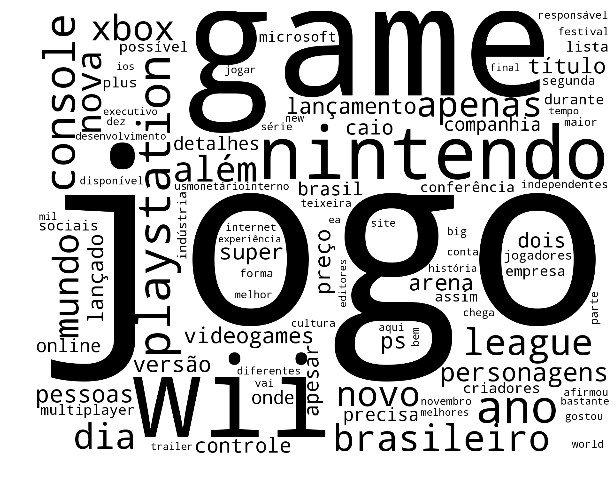 game
jogo
nintendo
wii
playstation
console
xbox
nova
possível
plus
ios
microsoft
jogar
executivo
dez
desenvolvimento
série
new
lançamento
apenas
caio
companhia
detalhes
além
responsável
festival
lista
final
título
segunda
durante
tempo
maior
disponível
usmonetáriointerno
brasil
teixeira
conferência
independentes
mil
sociais
indústria
mundo
lançado
online
internet
experiência
super
forma
melhor
preço
ea
editores
site
big
conta
história
arena
assim
chega
dois
jogadores
empresa
parte
cultura
videogames
versão
aqui
ps
bem
league
personagens
criadores
afirmou
bastante
gostou
world
pessoas
multiplayer
dia
trailer
controle
diferentes
vai
onde
apesar
novo
precisa
novembro
melhores
ano
brasileiro